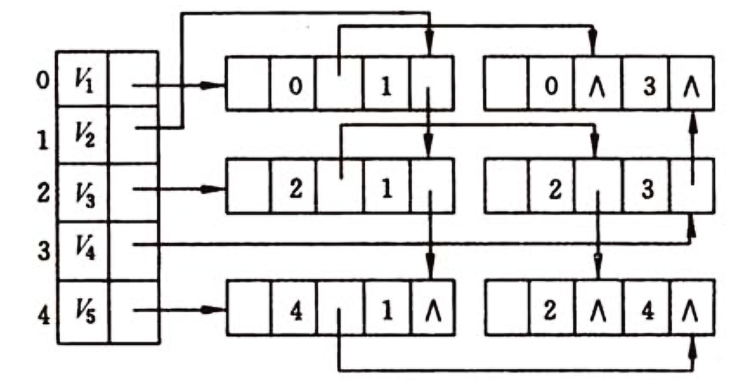 0 V₁ 0 1 0 ∧ 3 ∧
1 V₂
2 V₃ 2 1 2 3
3 V₄
4 V₅ 4 1 ∧ 2 ∧ 4 ∧